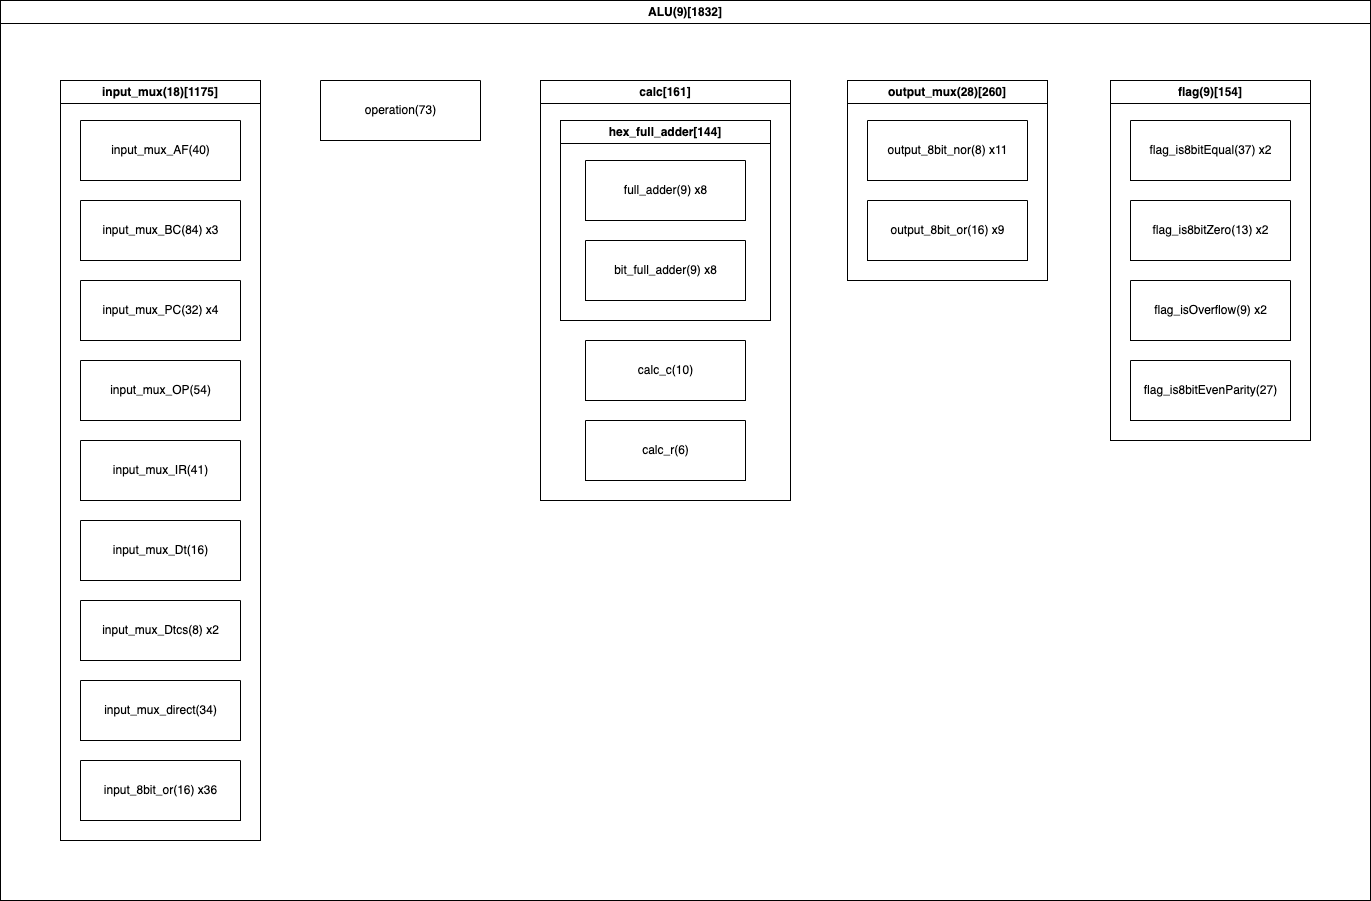 ALU(9)[1832]
input_mux(18)[1175]
input_mux_AF(40)
input_mux_BC(84) x3
input_mux_PC(32) x4
input_mux_OP(54)
input_mux_IR(41)
input_mux_Dt(16)
input_mux_Dtcs(8) x2
input_mux_direct(34)
input_8bit_or(16) x36
operation(73)
calc[161]
hex_full_adder[144]
full_adder(9) x8
bit_full_adder(9) x8
calc_c(10)
calc_r(6)
output_mux(28)[260]
output_8bit_nor(8) x11
output_8bit_or(16) x9
flag(9)[154]
flag_is8bitEqual(37) x2
flag_is8bitZero(13) x2
flag_isOverflow(9) x2
flag_is8bitEvenParity(27)